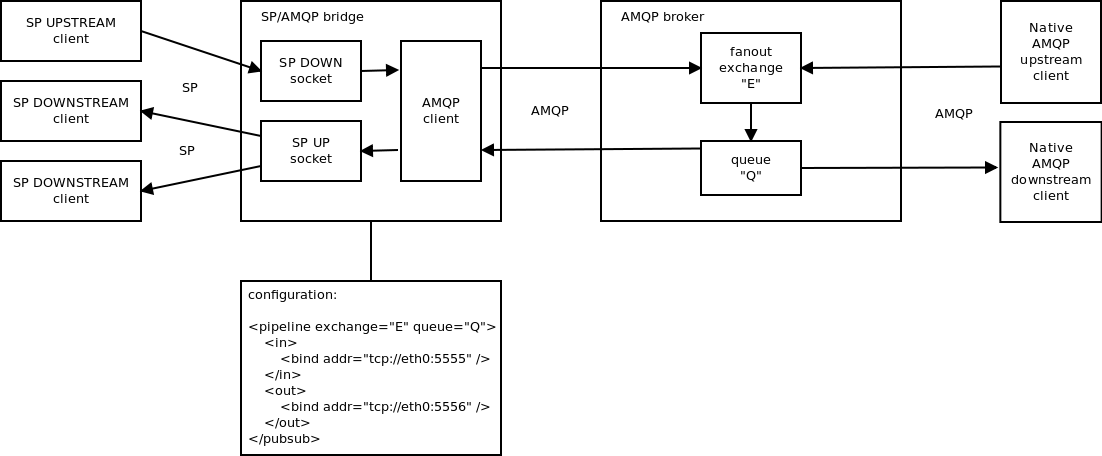 SP UPSTREAM
client
SP
SP DOWNSTREAM
client
SP
SP DOWNSTREAM
client
SP/AMQP bridge
SP DOWN
socket
SP UP
socket
AMQP
client
AMQP
AMQP broker
fanout
exchange
"E"
queue
"Q"
AMQP
Native
AMQP
upstream
client
Native
AMQP
downstream
client
configuration:
<pipeline exchange="E" queue="Q">
<in>
<bind addr="tcp://eth0:5555" />
</in>
<out>
<bind addr="tcp://eth0:5556" />
</out>
</pubsub>